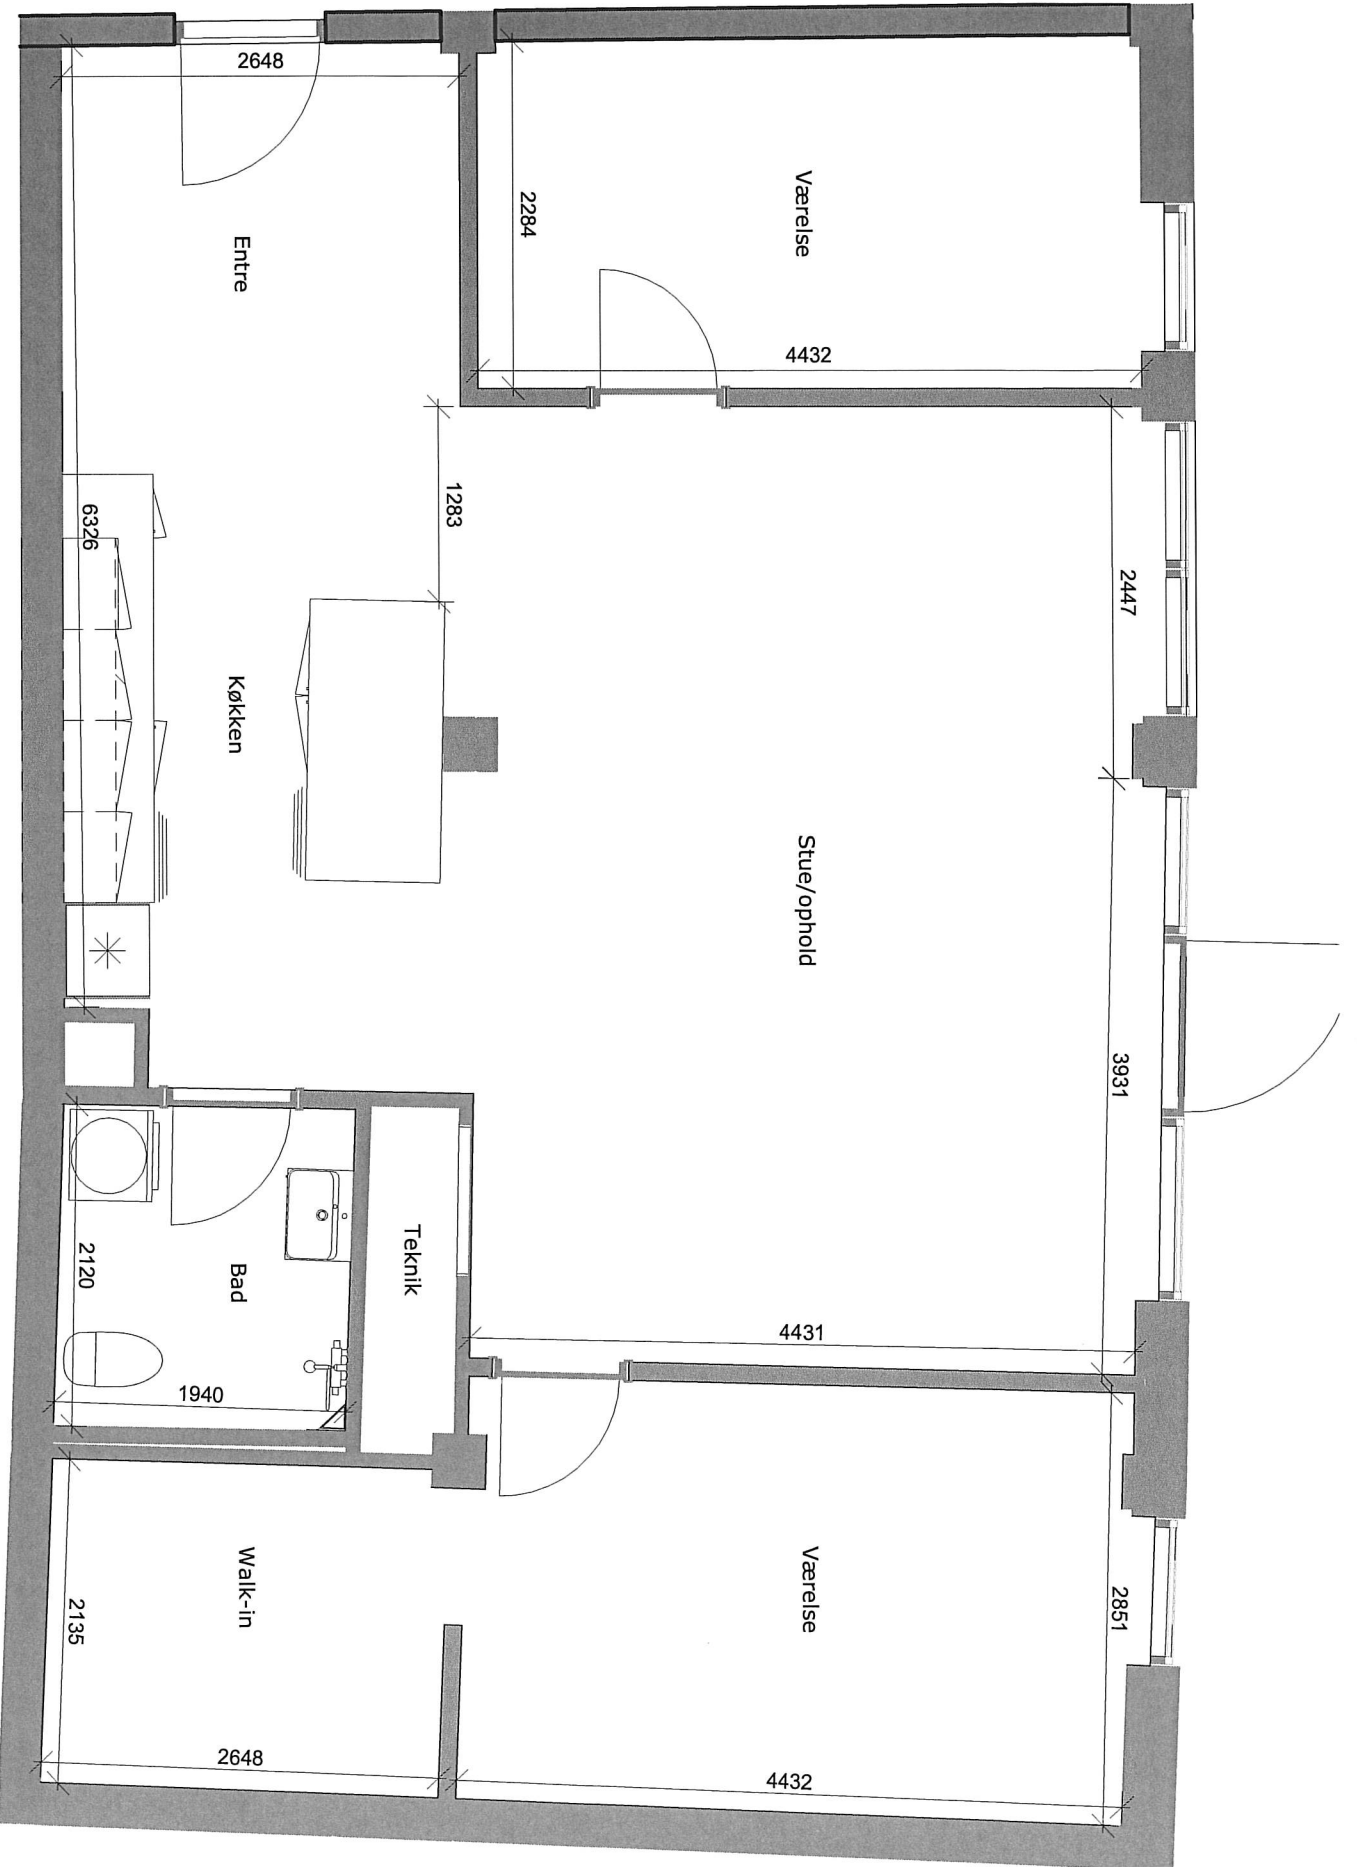 2648
Værelse
2284
Entre
4432
1283
6326
2447
Køkken
Stue/ophold
3931
Teknik
Bad
2120
4431
1940
Værelse
Walk-in
2851
2135
2648
4432